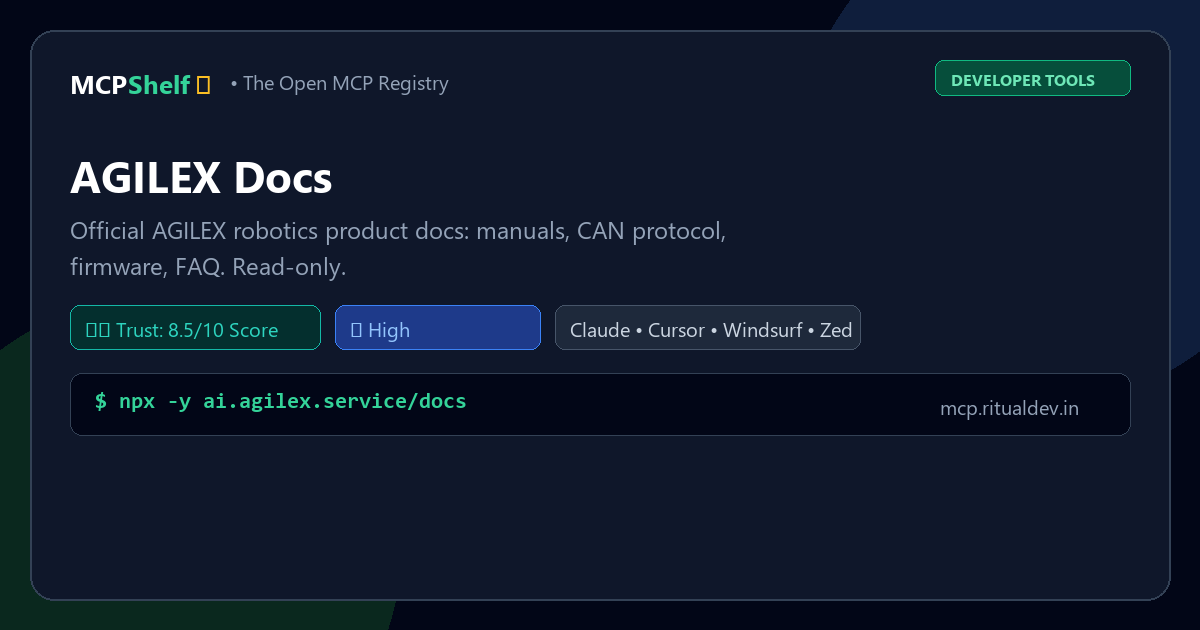 MCPShelf • The Open MCP Registry
DEVELOPER TOOLS
AGILEX Docs
Official AGILEX robotics product docs: manuals, CAN protocol,
firmware, FAQ. Read-only.
Trust: 8.5/10 Score
High
Claude • Cursor • Windsurf • Zed
$ npx -y ai.agilex.service/docs
mcp.ritualdev.in